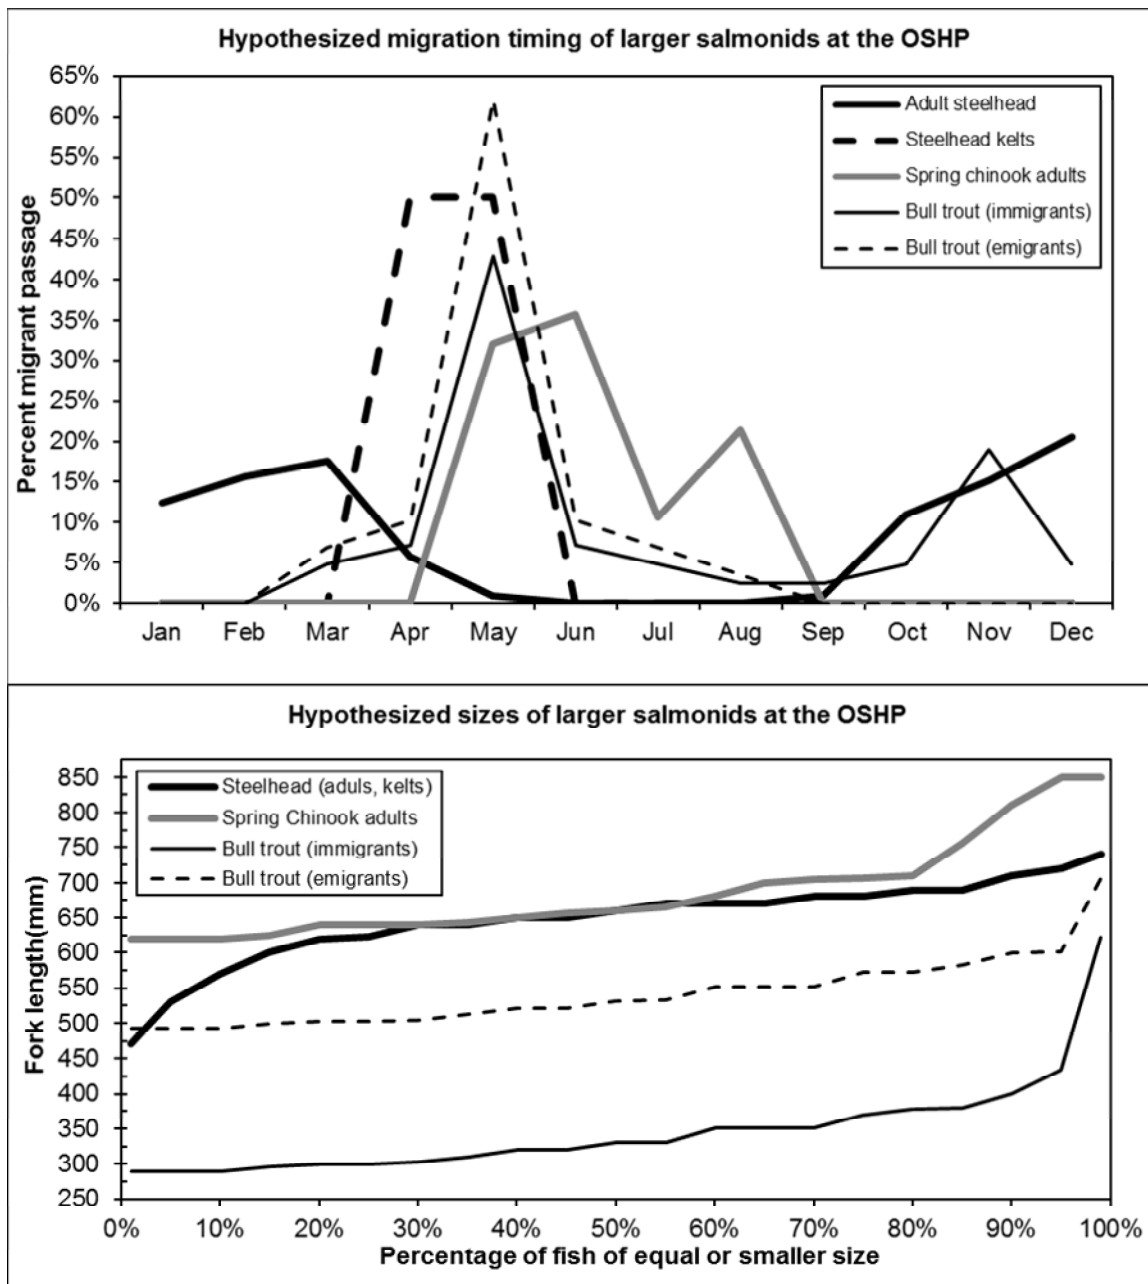 Hypothesized migration timing of larger salmonids at the OSHP
65%
60%
55%
50%
45%
40%
35%
30%
25%
20%
15%
10%
5%
0%
Percent migrant passage
Adult steelhead
Steelhead kelts
Spring chinook adults
Bull trout (immigrants)
Bull trout (emigrants)
Jan Feb Mar Apr May Jun Jul Aug Sep Oct Nov Dec
Hypothesized sizes of larger salmonids at the OSHP
850
800
750
700
650
600
550
500
450
400
350
300
250
Fork length(mm)
Steelhead (aduls, kelts)
Spring Chinook adults
Bull trout (immigrants)
Bull trout (emigrants)
0% 10% 20% 30% 40% 50% 60% 70% 80% 90% 100%
Percentage of fish of equal or smaller size